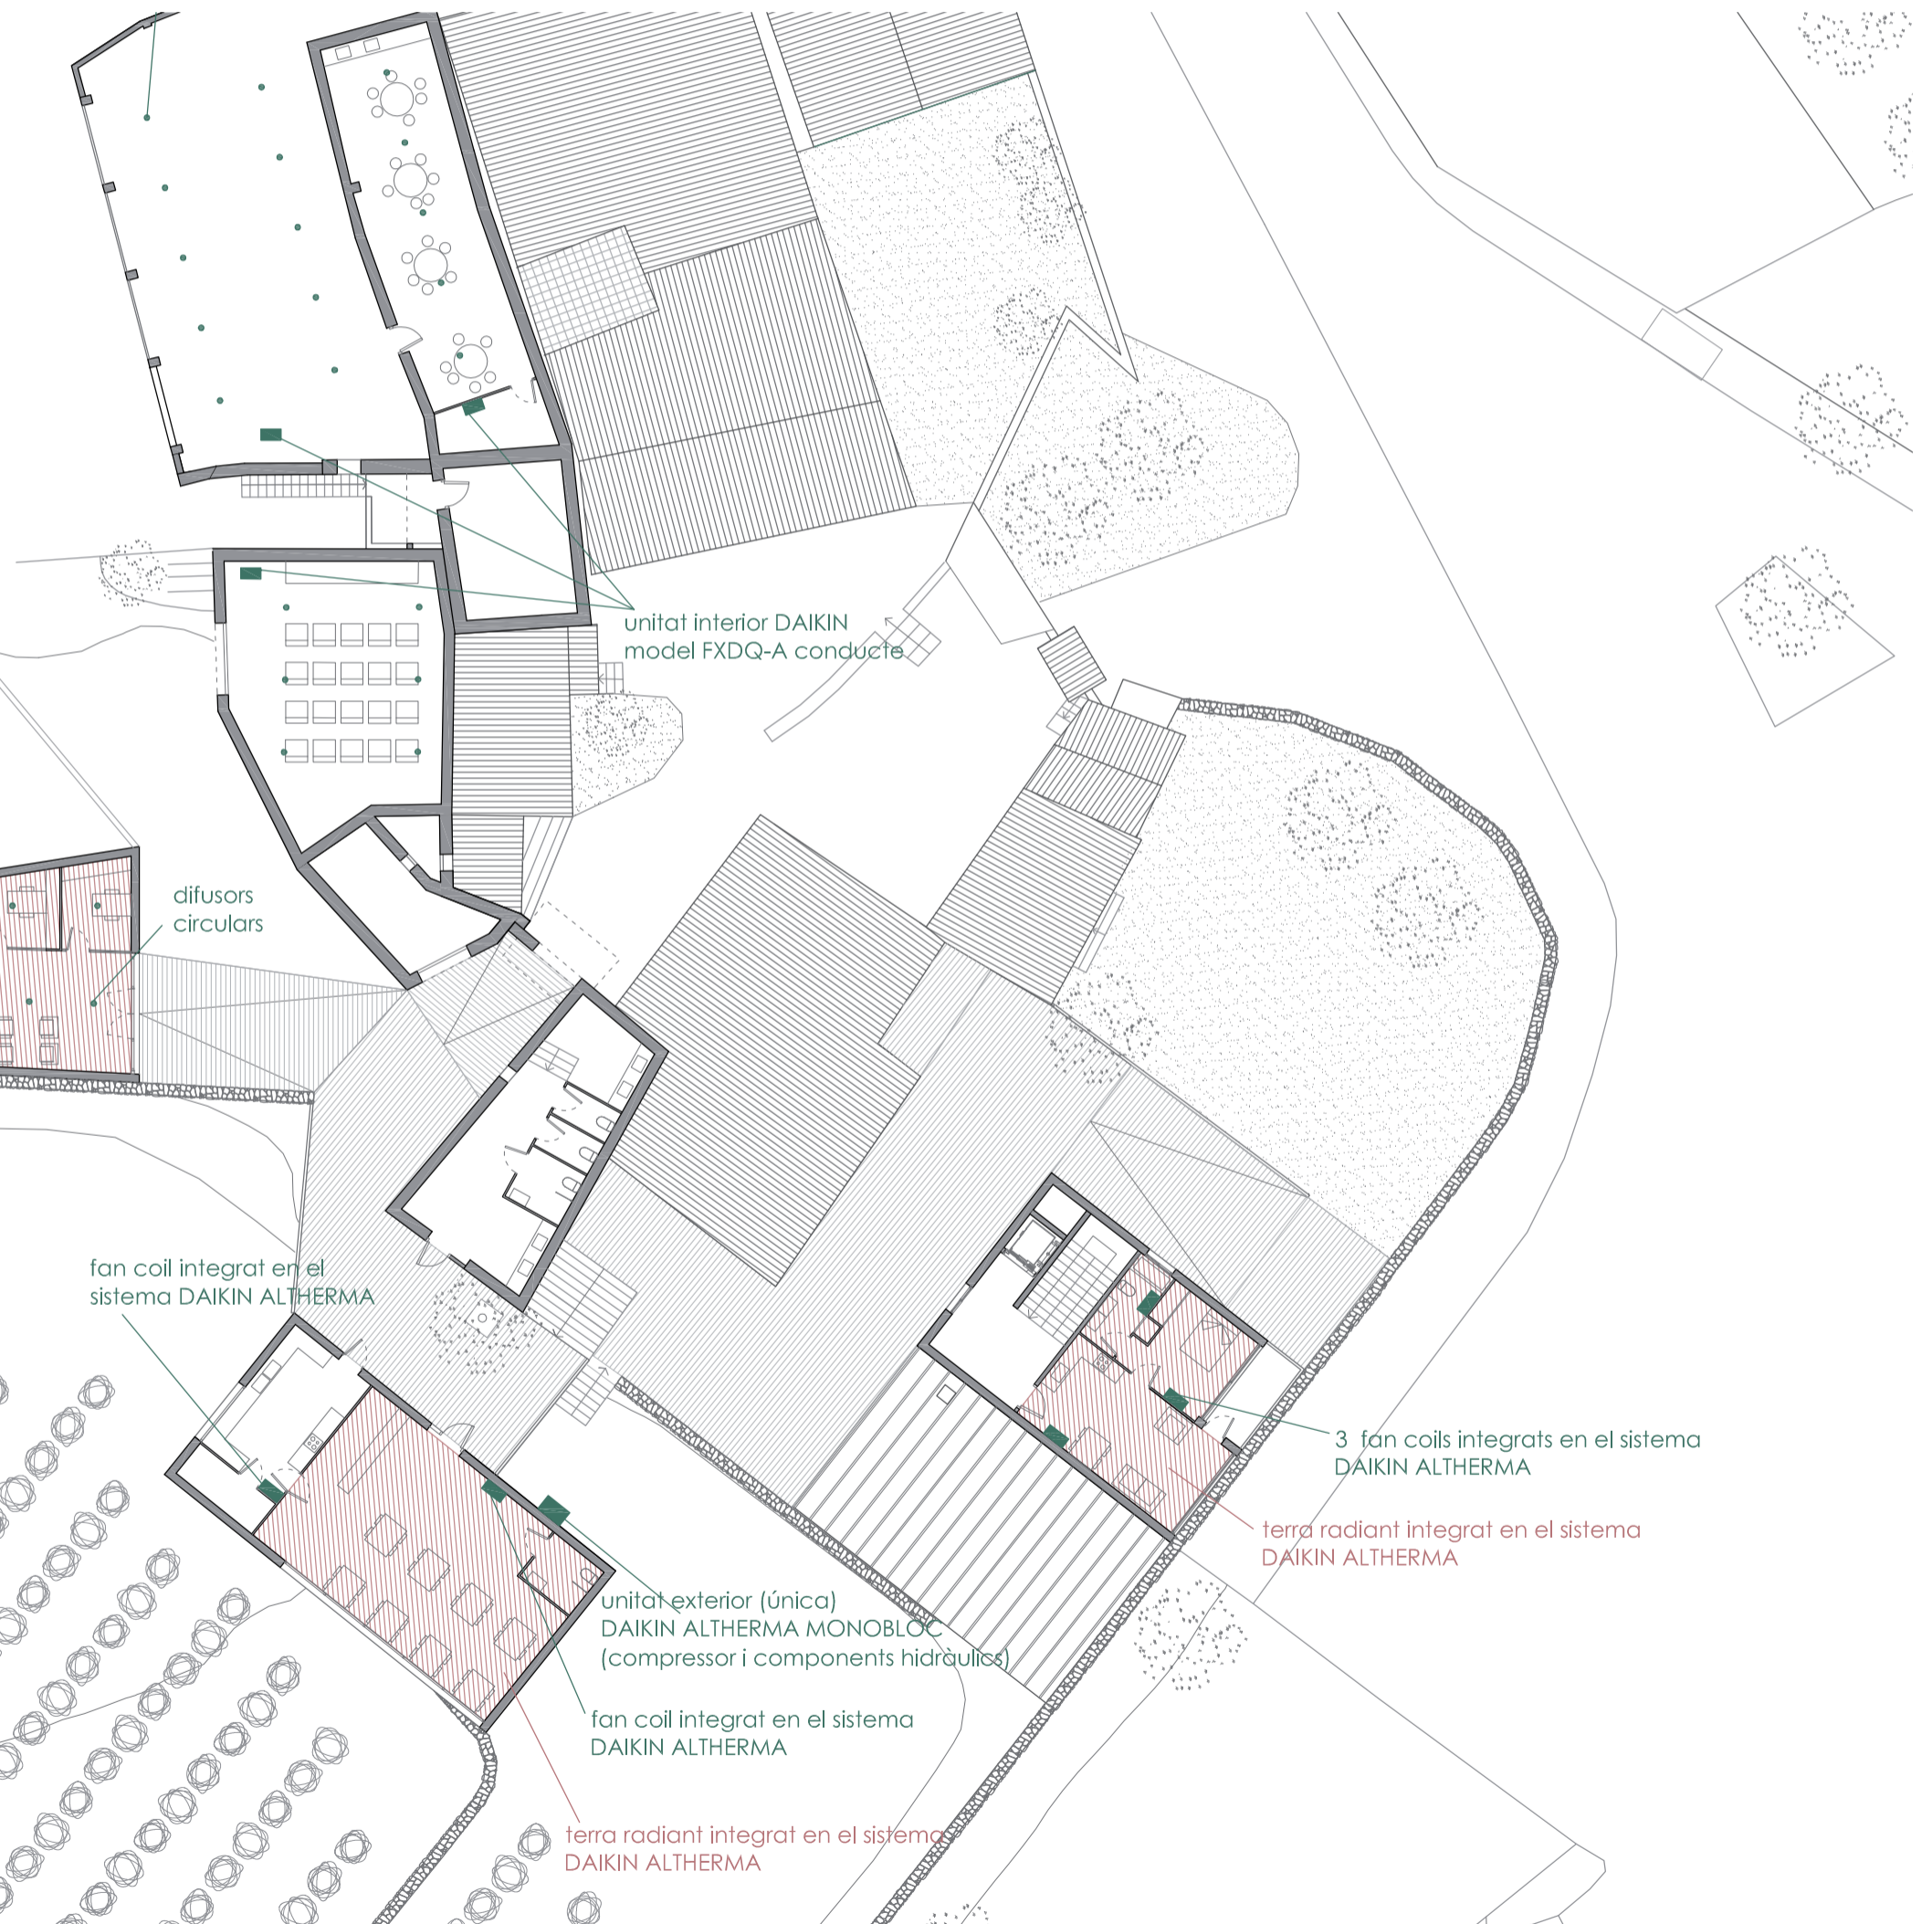 unitat interior DAIKIN
model FXDQ-A conducte
difusors
circulars
fan coil integrat en el
sistema DAIKIN ALTHERMA
3 fan coils integrats en el sistema
DAIKIN ALTHERMA
terra radiant integrat en el sistema
DAIKIN ALTHERMA
unitat exterior (única)
DAIKIN ALTHERMA MONOBLOC
(compressor i components hidràulics)
fan coil integrat en el sistema
DAIKIN ALTHERMA
terra radiant integrat en el sistema
DAIKIN ALTHERMA